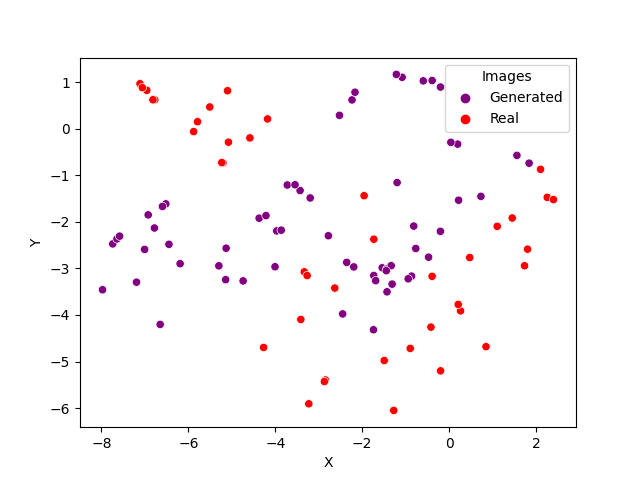 Images
Generated
Real
1
0
−1
−2
−3
−4
−5
−6
Y
−8 −6 −4 −2 0 2
X